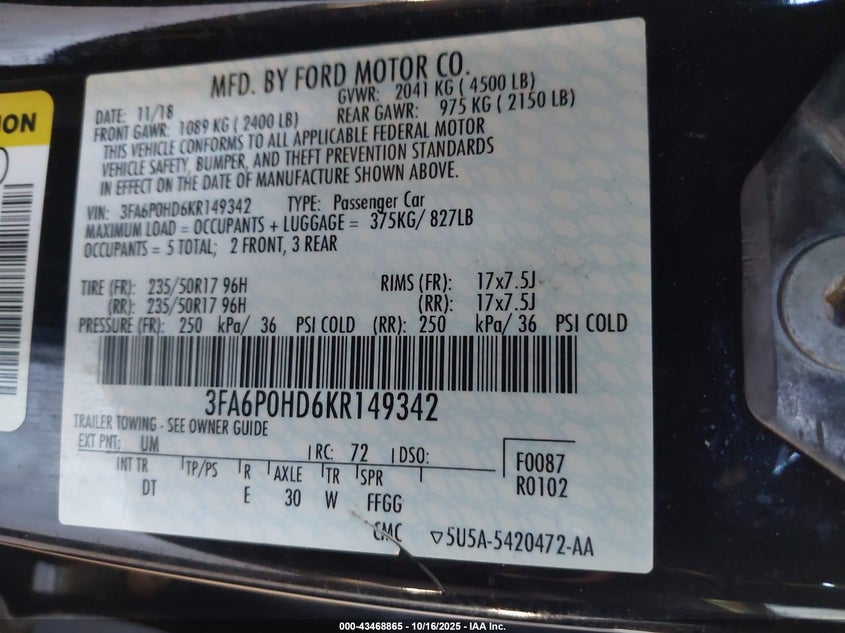 ION
MFD. BY FORD MOTOR CO.
DATE: 11/18 GVWR: 2041 KG ( 4500 LB)
FRONT GAWR: 1089 KG ( 2400 LB) REAR GAWR: 975 KG ( 2150 LB)
THIS VEHICLE CONFORMS TO ALL APPLICABLE FEDERAL MOTOR
VEHICLE SAFETY, BUMPER, AND THEFT PREVENTION STANDARDS
IN EFFECT ON THE DATE OF MANUFACTURE SHOWN ABOVE.
VIN: 3FA6P0HD6KR149342 TYPE: Passenger Car
MAXIMUM LOAD = OCCUPANTS + LUGGAGE = 375KG/ 827LB
OCCUPANTS = 5 TOTAL; 2 FRONT, 3 REAR
TIRE (FR): 235/50R17 96H RIMS (FR): 17x7.5J
(RR): 235/50R17 96H (RR): 17x7.5J
PRESSURE (FR): 250 kPa/ 36 PSI COLD (RR): 250 kPa/ 36 PSI COLD
3FA6P0HD6KR149342
TRAILER TOWING - SEE OWNER GUIDE
EXT PNT: UM RC: 72 DSO: F0087
INT TR TP/PS R AXLE TR SPR R0102
DT E 30 W FFGG
CMC ▽5U5A-5420472-AA
000-43468865 - 10/16/2025 - IAA Inc.